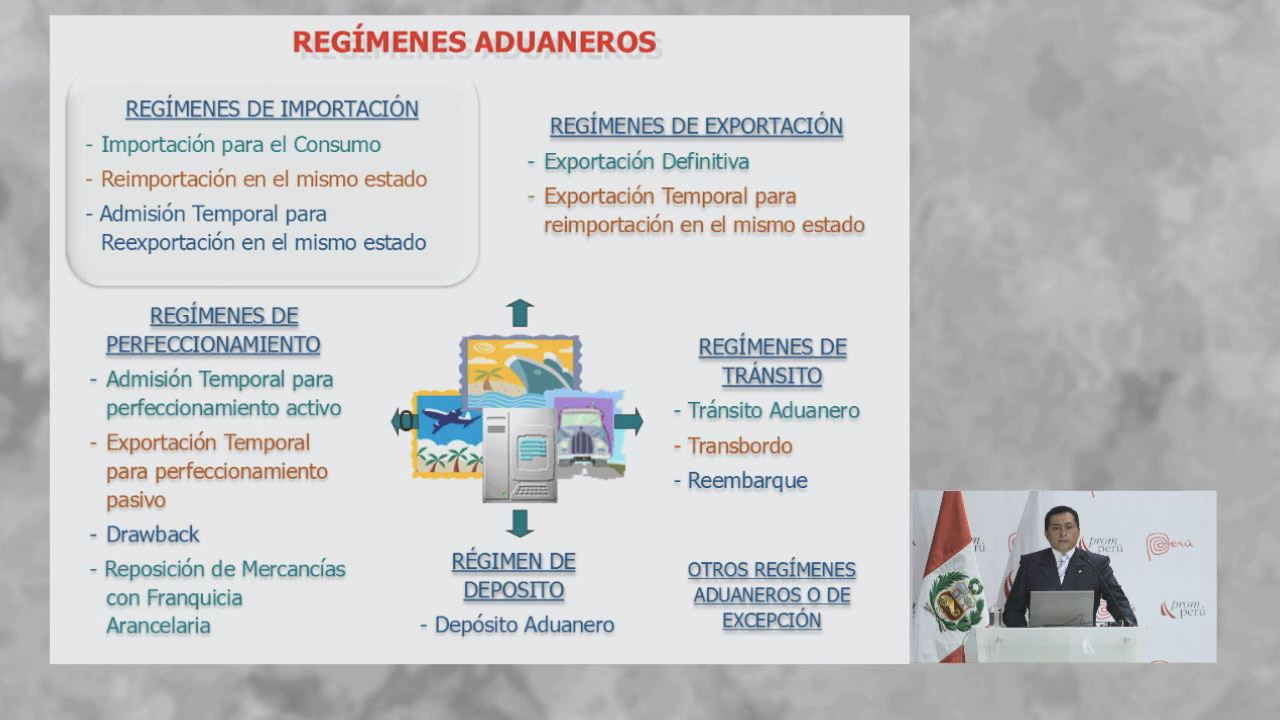 REGÍMENES ADUANEROS
REGÍMENES DE IMPORTACIÓN
- Importación para el Consumo
- Reimportación en el mismo estado
- Admisión Temporal para
Reexportación en el mismo estado
REGÍMENES DE EXPORTACIÓN
- Exportación Definitiva
- Exportación Temporal para
reimportación en el mismo estado
REGÍMENES DE
PERFECCIONAMIENTO
- Admisión Temporal para
perfeccionamiento activo
- Exportación Temporal
para perfeccionamiento
pasivo
- Drawback
- Reposición de Mercancías
con Franquicia
Arancelaria
0
RÉGIMEN DE
DEPOSITO
- Depósito Aduanero
REGÍMENES DE
TRÁNSITO
- Tránsito Aduanero
- Transbordo
- Reembarque
OTROS REGÍMENES
ADUANEROS O DE
EXCEPCIÓN
rú
prom
perú
Perú
prom
perú